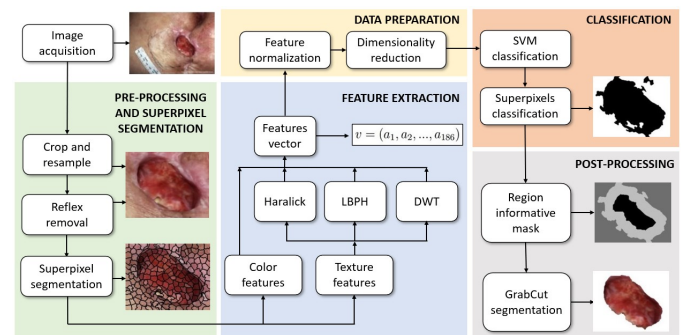 Image
acquisition
PRE-PROCESSING
AND SUPERPIXEL
SEGMENTATION
Crop and
resample
Reflex
removal
Superpixel
segmentation
DATA PREPARATION
Feature
normalization
Dimensionality
reduction
FEATURE EXTRACTION
Features
vector
v = (a₁, a₂, ..., a₁₈₆)
Haralick
LBPH
DWT
Color
features
Texture
features
CLASSIFICATION
SVM
classification
Superpixels
classification
POST-PROCESSING
Region
informative
mask
GrabCut
segmentation